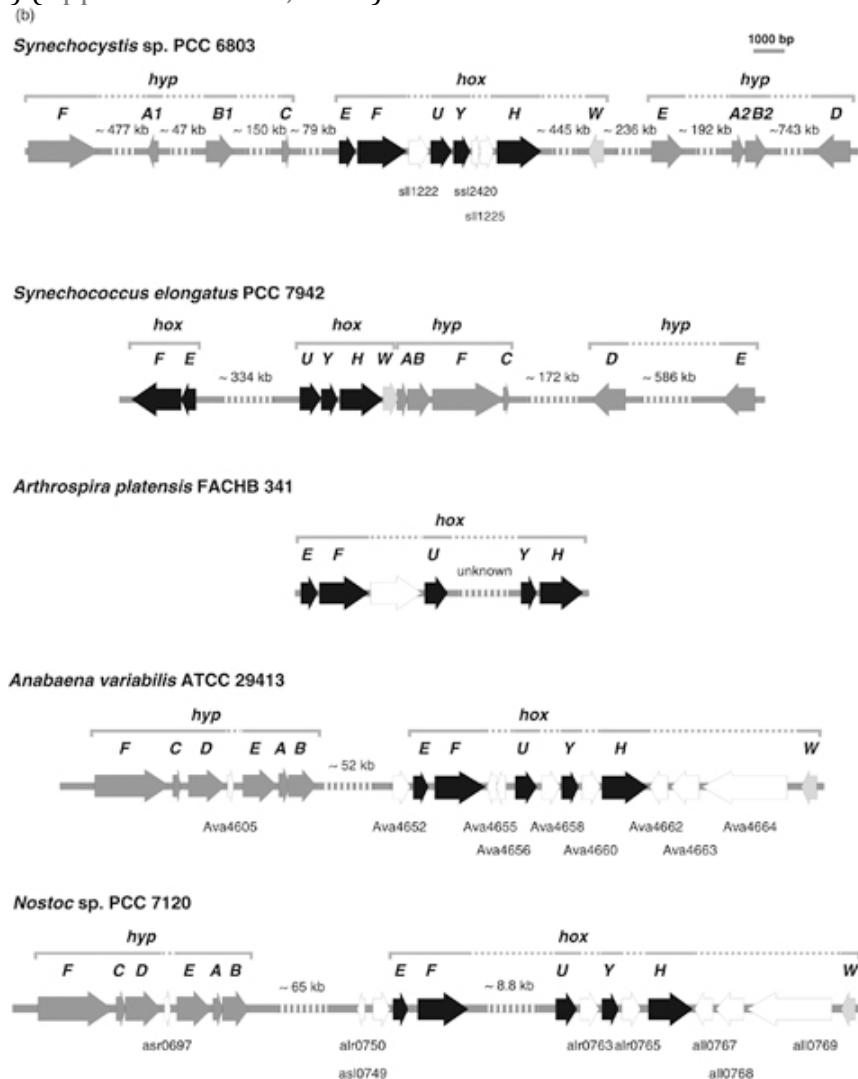 (b)
Synechocystis sp. PCC 6803
1000 bp
hyp hox hyp
F A1 B1 C E F U Y H W E A2 B2 D
~ 477 kb ~ 47 kb ~ 150 kb ~ 79 kb ~ 445 kb ~ 236 kb ~ 192 kb ~743 kb
sll1222 ssl2420
sll1225
Synechococcus elongatus PCC 7942
hox hox hyp hyp
F E U Y H W A B F C D E
~ 334 kb ~ 172 kb ~ 586 kb
Arthrospira platensis FACHB 341
hox
E F U Y H
unknown
Anabaena variabilis ATCC 29413
hyp hox
F C D E A B E F U Y H W
~ 52 kb
Ava4605 Ava4652 Ava4655 Ava4658 Ava4662 Ava4664
Ava4656 Ava4660 Ava4663
Nostoc sp. PCC 7120
hyp hox
F C D E A B E F U Y H W
~ 65 kb ~ 8.8 kb
asr0697 alr0750 alr0763 alr0765 all0767 all0769
asl0749 all0768